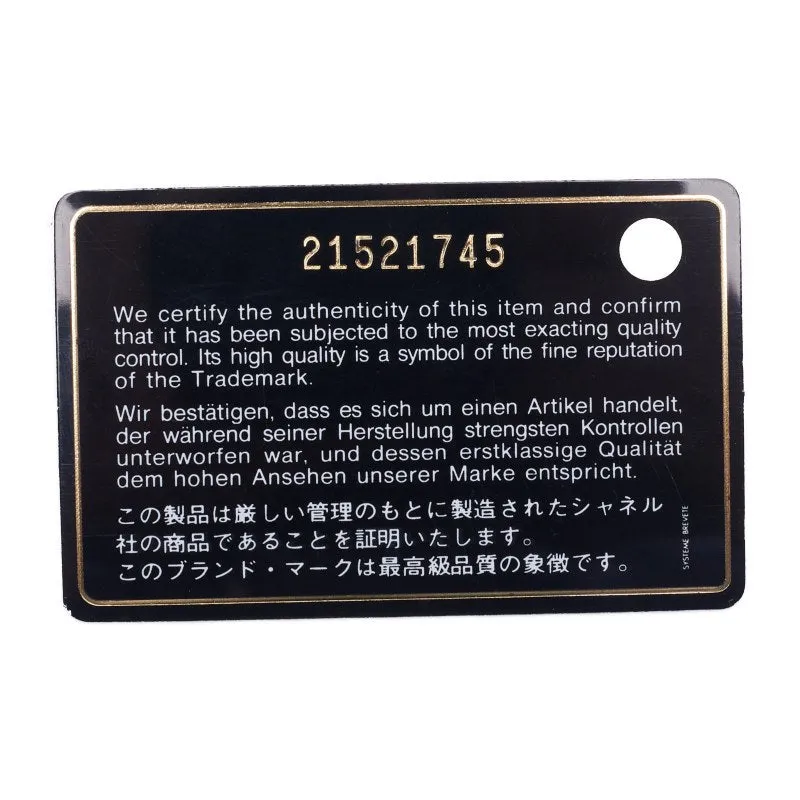 21521745
We certify the authenticity of this item and confirm
that it has been subjected to the most exacting quality
control. Its high quality is a symbol of the fine reputation
of the Trademark.
Wir bestätigen, dass es sich um einen Artikel handelt,
der während seiner Herstellung strengsten Kontrollen
unterworfen war, und dessen erstklassige Qualität
dem hohen Ansehen unserer Marke entspricht.
この製品は厳しい管理のもとに製造されたシャネル
社の商品であることを証明いたします。
このブランド・マークは最高級品質の象徴です。
SYSTEME BREVETE